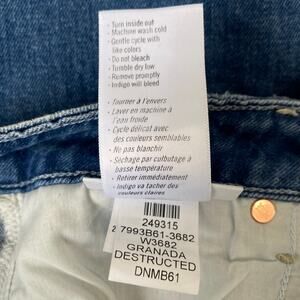 · Turn inside out
· Machine wash cold
· Gentle cycle with
like colors
· Do not bleach
· Tumble dry low
· Remove promptly
· Indigo will bleed
· Tourner à l'envers
· Laver en machine à
l'eau froide
· Cycle délicat avec
des couleurs semblables
· Ne pas blanchir
· Séchage par culbutage à
basse température
· Retirer immédiatement
· Indigo va tacher des
couleurs claires
249315
2 7993B61-3682
W3682
GRANADA
DESTRUCTED
DNMB61